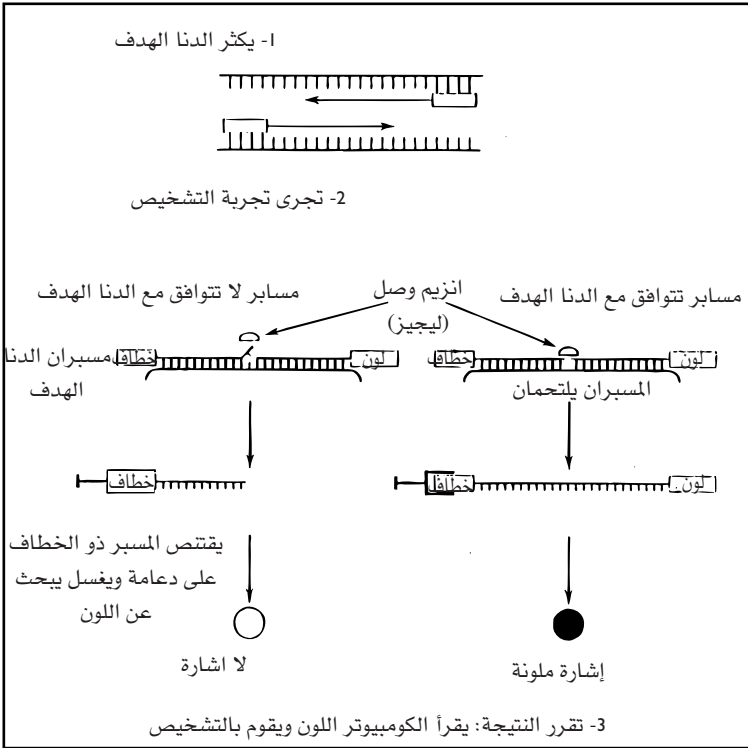 1- يكثر الدنا الهدف
2- تجرى تجربة التشخيص
مسابر تتوافق مع الدنا الهدف
انزيم وصل
(ليجيز)
مسابر لا تتوافق مع الدنا الهدف
لون
خطاف
لون
خطاف
مسبران الدنا
الهدف
المسبران يلتحمان
لون
خطاف
خطاف
يقتنص المسبر ذو الخطاف
على دعامة ويغسل يبحث
عن اللون
إشارة ملونة
لا اشارة
3- تقرر النتيجة: يقرأ الكومبيوتر اللون ويقوم بالتشخيص